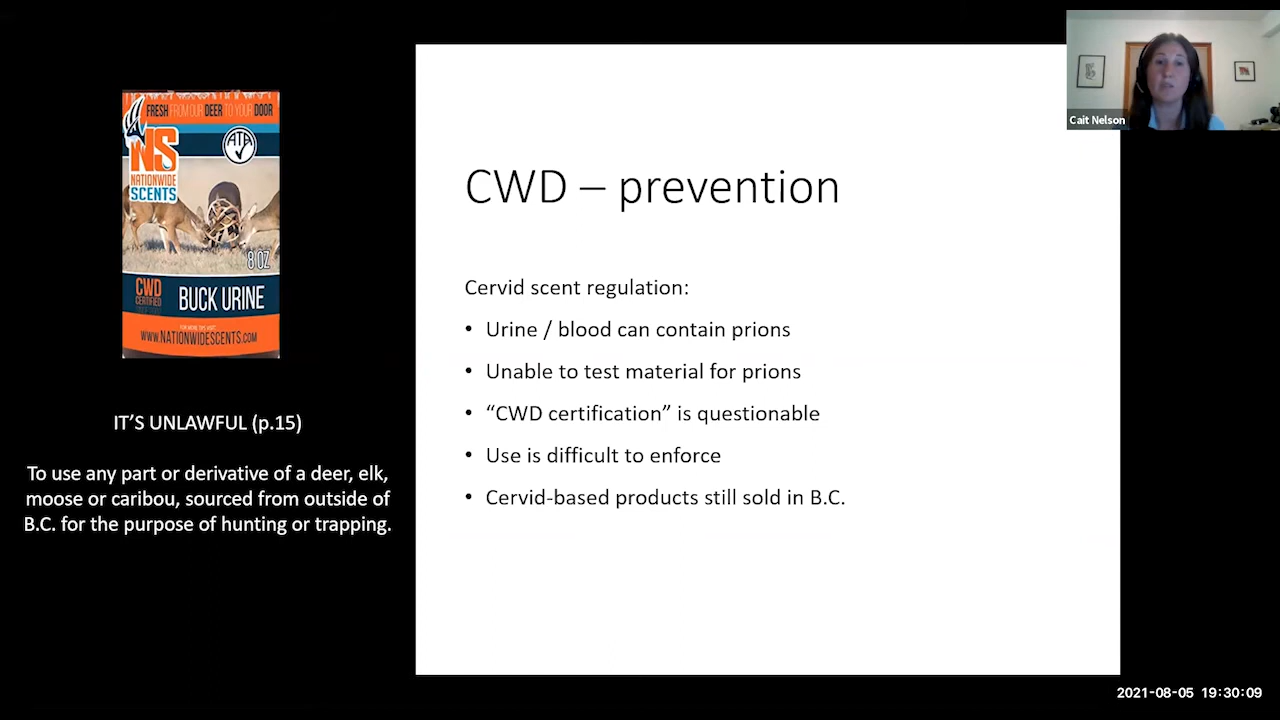 FRESH FROM OUR DEER TO YOUR DOOR
NS
NATIONWIDE
SCENTS
ATA
8 OZ
CWD
CERTIFIED
BUCK URINE
WWW.NATIONWIDESCENTS.COM
IT’S UNLAWFUL (p.15)
To use any part or derivative of a deer, elk,
moose or caribou, sourced from outside of
B.C. for the purpose of hunting or trapping.
CWD – prevention
Cervid scent regulation:
• Urine / blood can contain prions
• Unable to test material for prions
• “CWD certification” is questionable
• Use is difficult to enforce
• Cervid-based products still sold in B.C.
Cait Nelson
2021-08-05 19:30:09